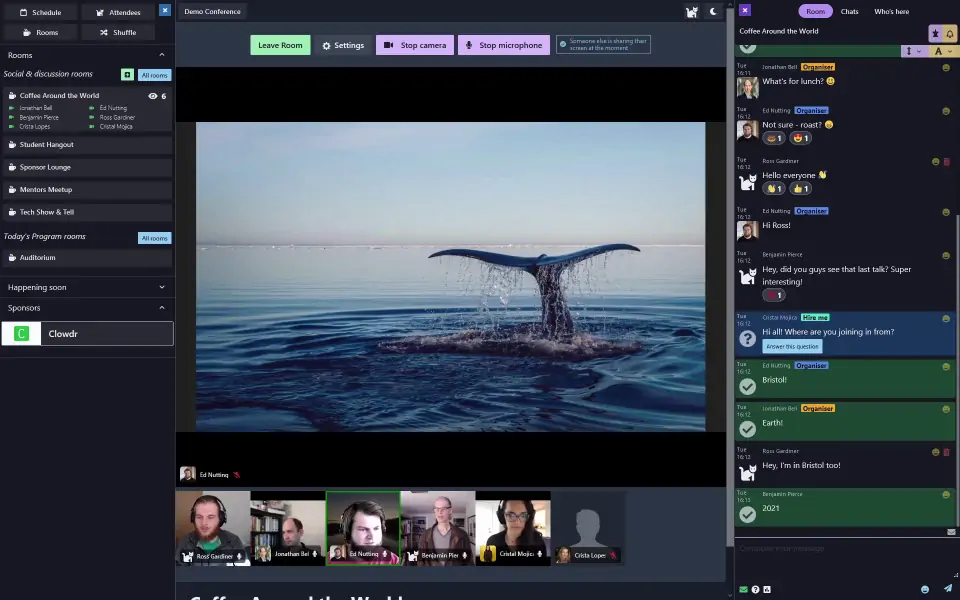 Schedule
Attendees
Rooms
Shuffle
Rooms
Social & discussion rooms
All rooms
Coffee Around the World
6
Jonathan Bell
Ed Nutting
Benjamin Pierce
Ross Gardiner
Crista Lopes
Cristal Mojica
Student Hangout
Sponsor Lounge
Mentors Meetup
Tech Show & Tell
Today's Program rooms
All rooms
Auditorium
Happening soon
Sponsors
C
Clowdr
Demo Conference
Leave Room
Settings
Stop camera
Stop microphone
Someone else is sharing their
screen at the moment
Ed Nutting
Ross Gardiner
Jonathan Bel
Ed Nutting
Benjamin Pier
Cristal Mojic
Crista Lopes
Coffee Around the World
Room
Chats
Who's here
Coffee Around the World
A
Tue
16:11
Jonathan Bell Organiser
What's for lunch? 😃
Tue
16:12
Ed Nutting Organiser
Not sure - roast?
1
1
Tue
16:12
Ross Gardiner
Hello everyone 👋
1
1
Tue
16:12
Ed Nutting Organiser
Hi Ross!
Tue
16:12
Benjamin Pierce
Hey, did you guys see that last talk? Super
interesting!
1
Tue
16:12
Cristal Mojica Hire me
Hi all! Where are you joining in from?
Answer this question
Tue
16:12
Ed Nutting Organiser
Bristol!
Tue
16:12
Jonathan Bell Organiser
Earth!
Tue
16:12
Ross Gardiner
Hey, I'm in Bristol too!
Tue
16:13
Benjamin Pierce
2021